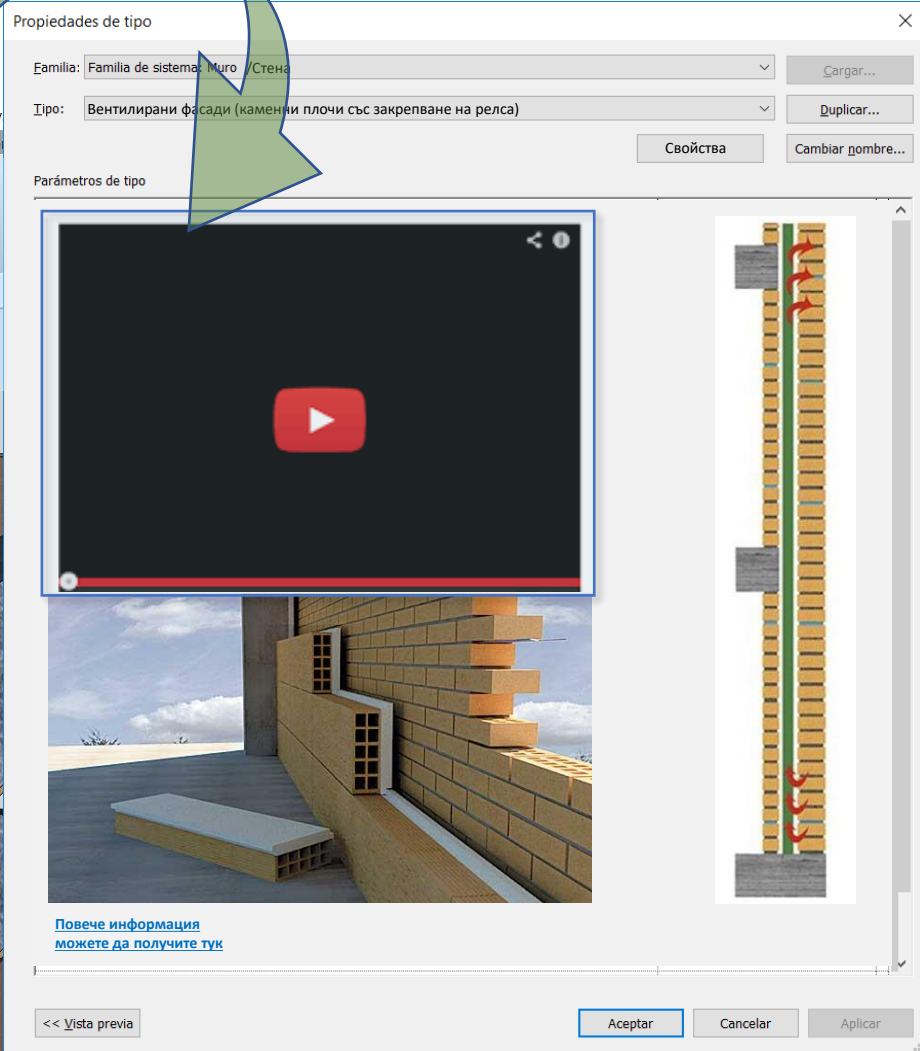 Propiedades de tipo
Familia: Familia de sistema: Muro /Стена
Cargar...
Tipo: Вентилирани фасади (каменни плочи със закрепване на релса)
Duplicar...
Свойства
Cambiar nombre...
Parámetros de tipo
Повече информация
можете да получите тук
<< Vista previa
Aceptar
Cancelar
Aplicar